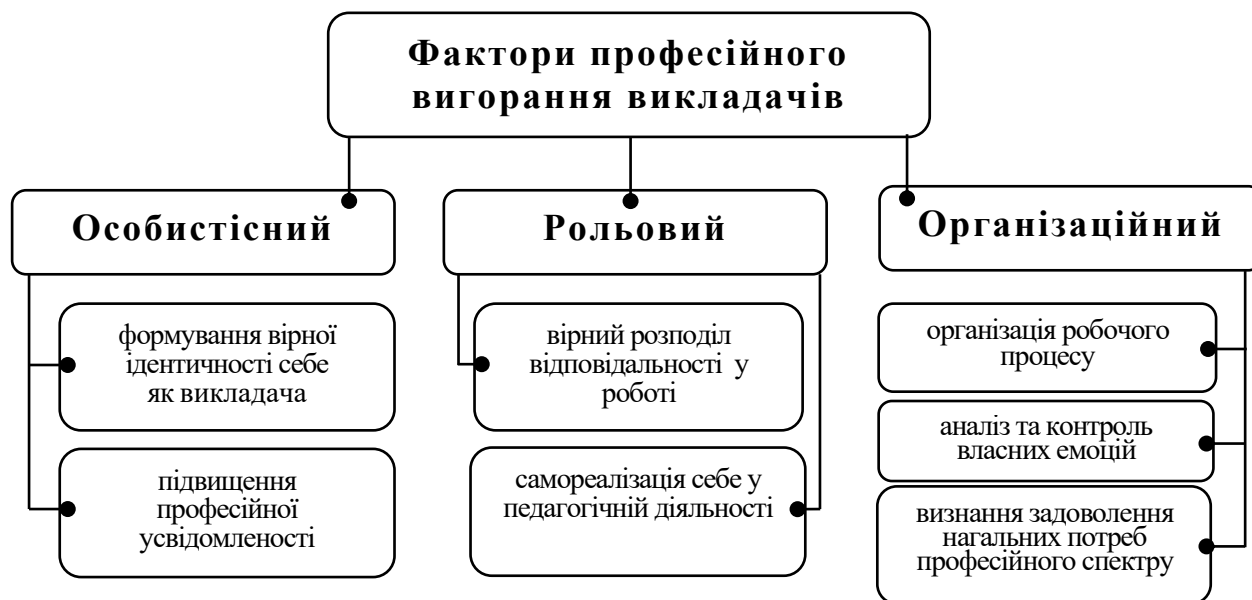 Фактори професійного
вигорання викладачів
Особистісний
формування вірної
ідентичності себе
як викладача
підвищення
професійної
усвідомленості
Рольовий
вірний розподіл
відповідальності у
роботі
самореалізація себе у
педагогічній діяльності
Організаційний
організація робочого
процесу
аналіз та контроль
власних емоцій
визнання задоволення
нагальних потреб
професійного спектру